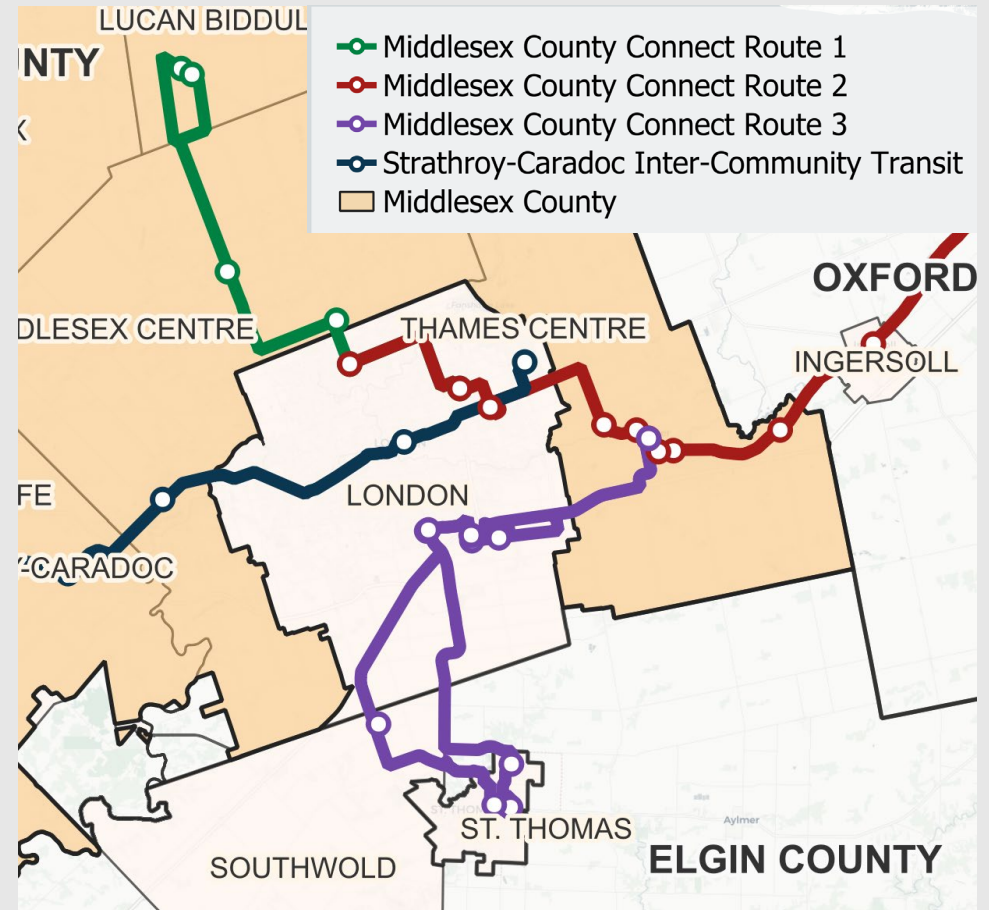 LUCAN BIDDUL
NTY
X
Middlesex County Connect Route 1
Middlesex County Connect Route 2
Middlesex County Connect Route 3
Strathroy-Caradoc Inter-Community Transit
Middlesex County
OXFORD
DLESEX CENTRE
THAMES CENTRE
INGERSOLL
LONDON
FE
-CARADOC
ST. THOMAS
Aylmer
SOUTHWOLD
ELGIN COUNTY